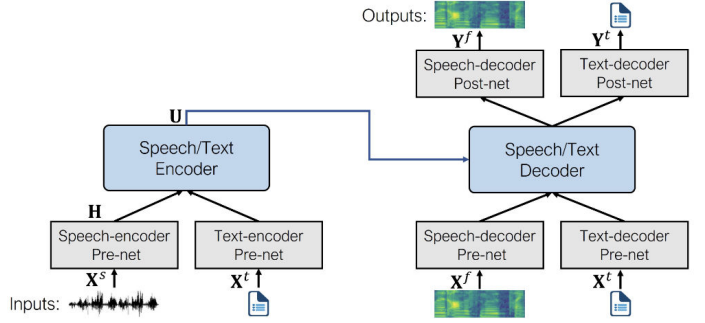 Outputs:
Y^f
Y^t
Speech-decoder
Post-net
Text-decoder
Post-net
U
Speech/Text
Encoder
Speech/Text
Decoder
H
Speech-encoder
Pre-net
Text-encoder
Pre-net
Speech-decoder
Pre-net
Text-decoder
Pre-net
X^s
X^t
X^f
X^t
Inputs: